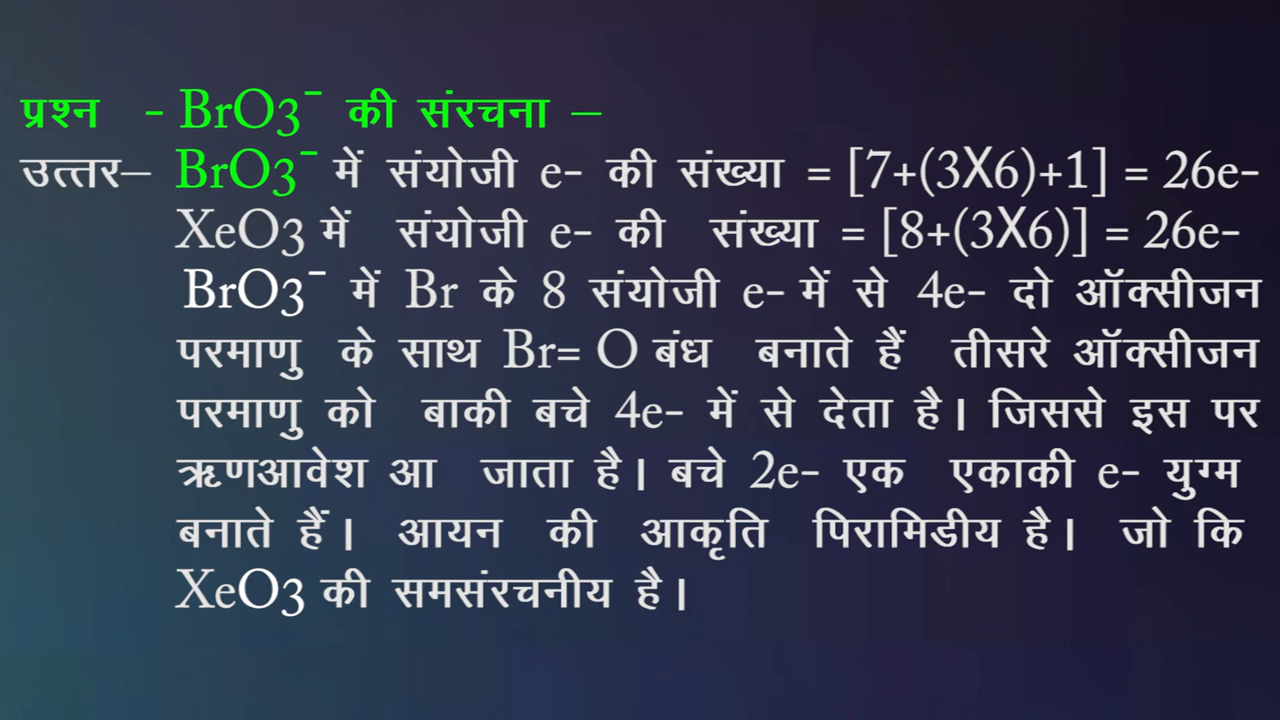 प्रश्न - BrO3⁻ की संरचना –
उत्तर– BrO3⁻ में संयोजी e- की संख्या = [7+(3X6)+1] = 26e-
XeO3 में संयोजी e- की संख्या = [8+(3X6)] = 26e-
BrO3⁻ में Br के 8 संयोजी e- में से 4e- दो ऑक्सीजन
परमाणु के साथ Br= O बंध बनाते हैं तीसरे ऑक्सीजन
परमाणु को बाकी बचे 4e- में से देता है। जिससे इस पर
ऋणआवेश आ जाता है। बचे 2e- एक एकाकी e- युग्म
बनाते हैं। आयन की आकृति पिरामिडीय है। जो कि
XeO3 की समसंरचनीय है।